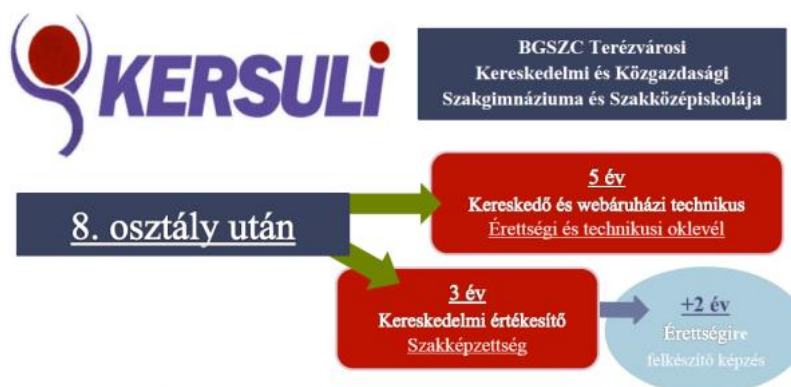 KERSULI
BGSZC Terézvárosi
Kereskedelmi és Közgazdasági
Szakgimnáziuma és Szakközépiskolája
8. osztály után
5 év
Kereskedő és webáruházi technikus
Érettségi és technikusi oklevél
3 év
Kereskedelmi értékesítő
Szakképzettség
+2 év
Érettségire
felkészítő képzés